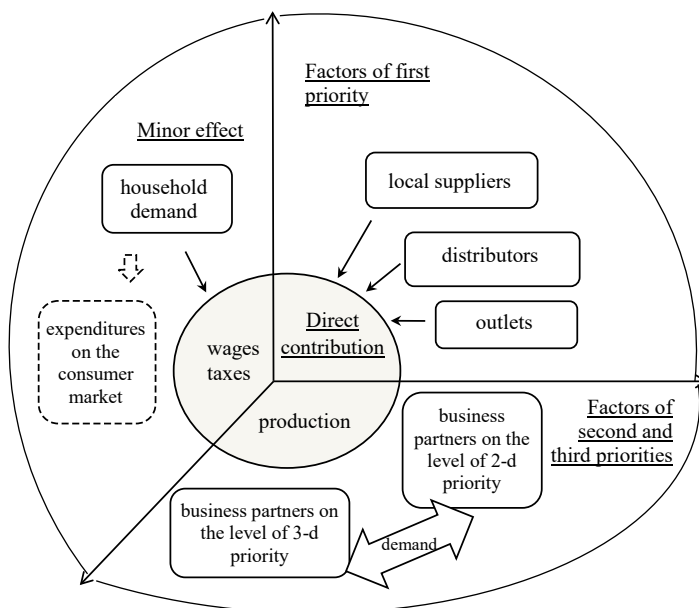 Factors of first
priority
Minor effect
household
demand
local suppliers
distributors
outlets
expenditures
on the
consumer
market
wages
taxes
Direct
contribution
production
business
partners on the
level of 2-d
priority
Factors of
second and
third priorities
business partners on
the level of 3-d
priority
demand